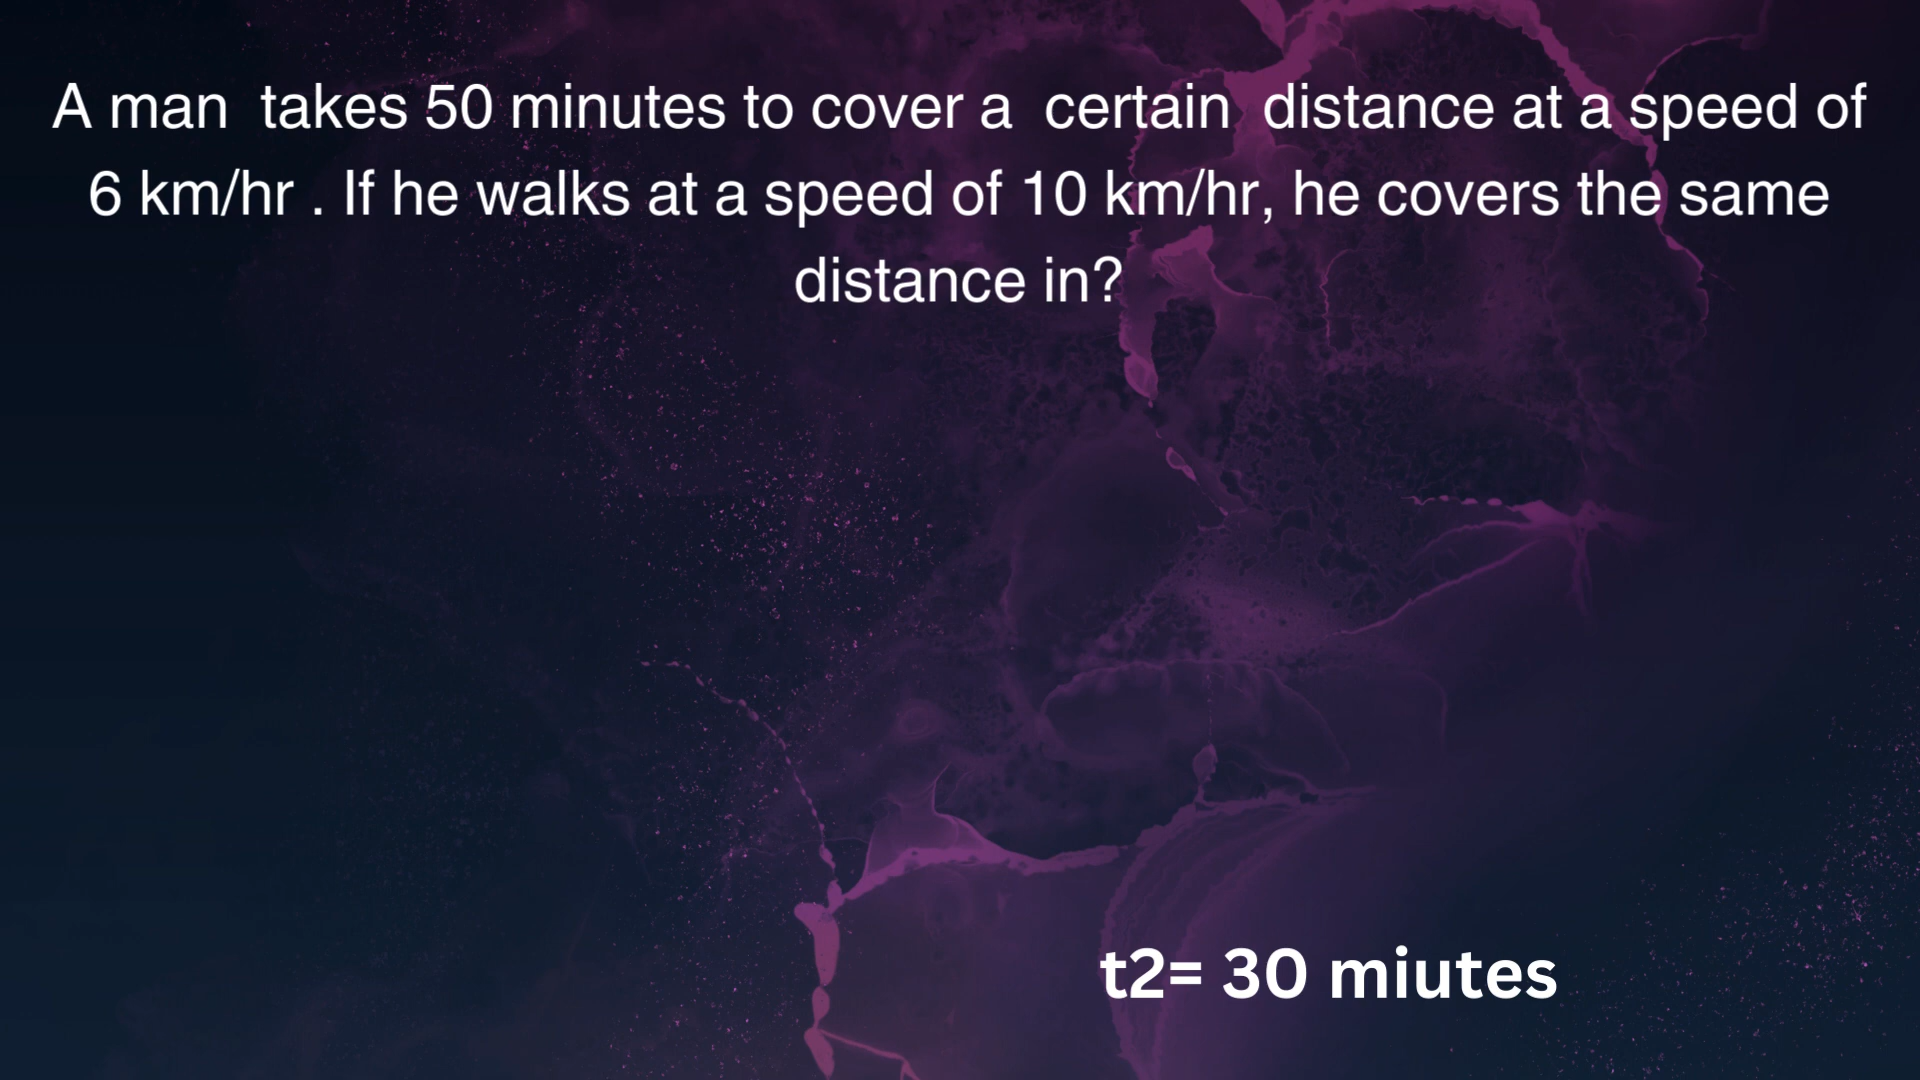 A man takes 50 minutes to cover a certain distance at a speed of
6 km/hr . If he walks at a speed of 10 km/hr, he covers the same
distance in?
t2= 30 miutes